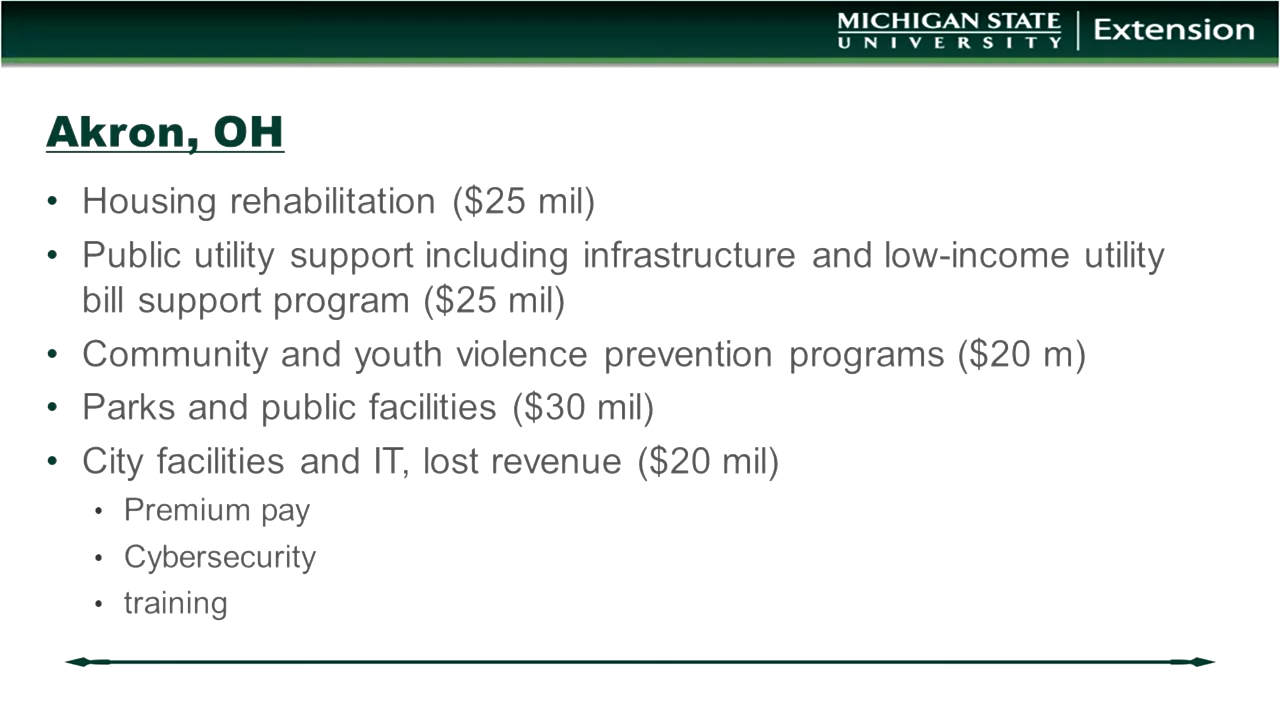 MICHIGAN STATE
UNIVERSITY
Extension
Akron, OH
• Housing rehabilitation ($25 mil)
• Public utility support including infrastructure and low-income utility
bill support program ($25 mil)
• Community and youth violence prevention programs ($20 m)
• Parks and public facilities ($30 mil)
• City facilities and IT, lost revenue ($20 mil)
• Premium pay
• Cybersecurity
• training